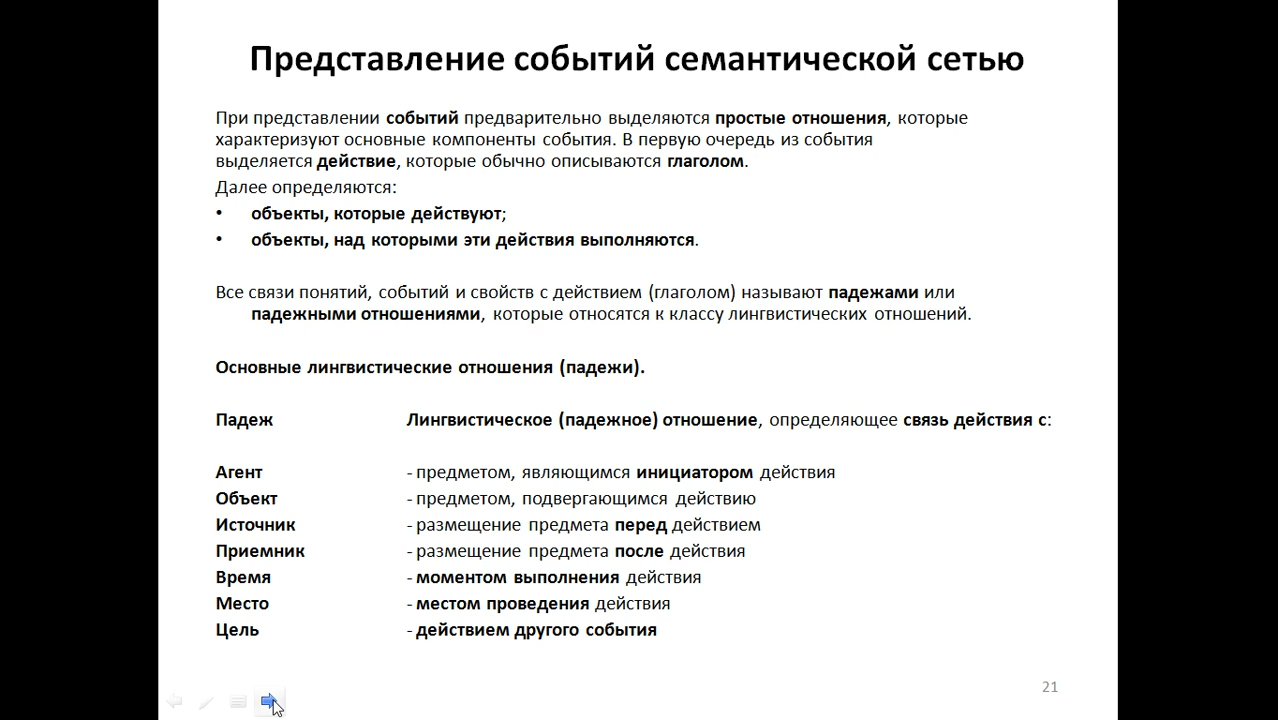 Представление событий семантической сетью
При представлении событий предварительно выделяются простые отношения, которые
характеризуют основные компоненты события. В первую очередь из события
выделяется действие, которые обычно описываются глаголом.
Далее определяются:
• объекты, которые действуют;
• объекты, над которыми эти действия выполняются.
Все связи понятий, событий и свойств с действием (глаголом) называют падежами или
падежными отношениями, которые относятся к классу лингвистических отношений.
Основные лингвистические отношения (падежи).
Падеж Лингвистическое (падежное) отношение, определяющее связь действия с:
Агент - предметом, являющимся инициатором действия
Объект - предметом, подвергающимся действию
Источник - размещение предмета перед действием
Приемник - размещение предмета после действия
Время - моментом выполнения действия
Место - местом проведения действия
Цель - действием другого события
21